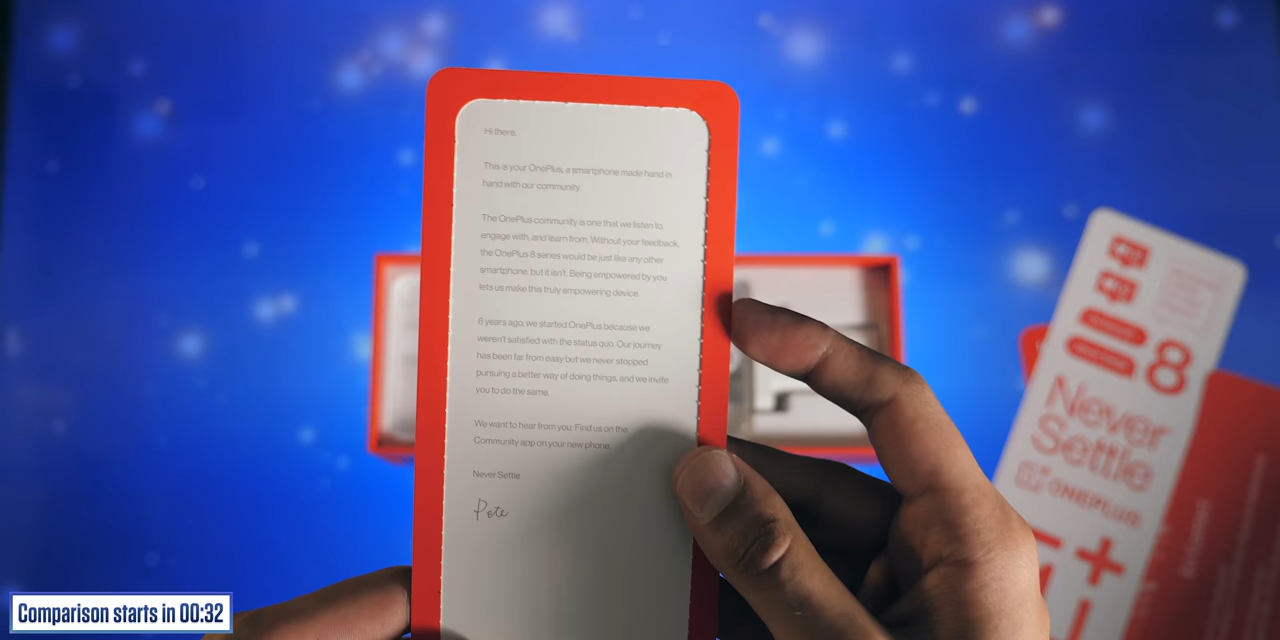 Hi there,
This is your OnePlus, a smartphone made hand in
hand with our community.
The OnePlus community is one that we listen to,
engage with, and learn from. Without your feedback,
the OnePlus 8 series would be just like any other
smartphone, but it isn't. Being empowered by you
lets us make this truly empowering device.
6 years ago, we started OnePlus because we
weren't satisfied with the status quo. Our journey
has been far from easy but we never stopped
pursuing a better way of doing things, and we invite
you to do the same.
We want to hear from you. Find us on the
Community app on your new phone.
Never Settle
Pete
8
Never
Settle
ONEPLUS
+
Comparison starts in 00:32